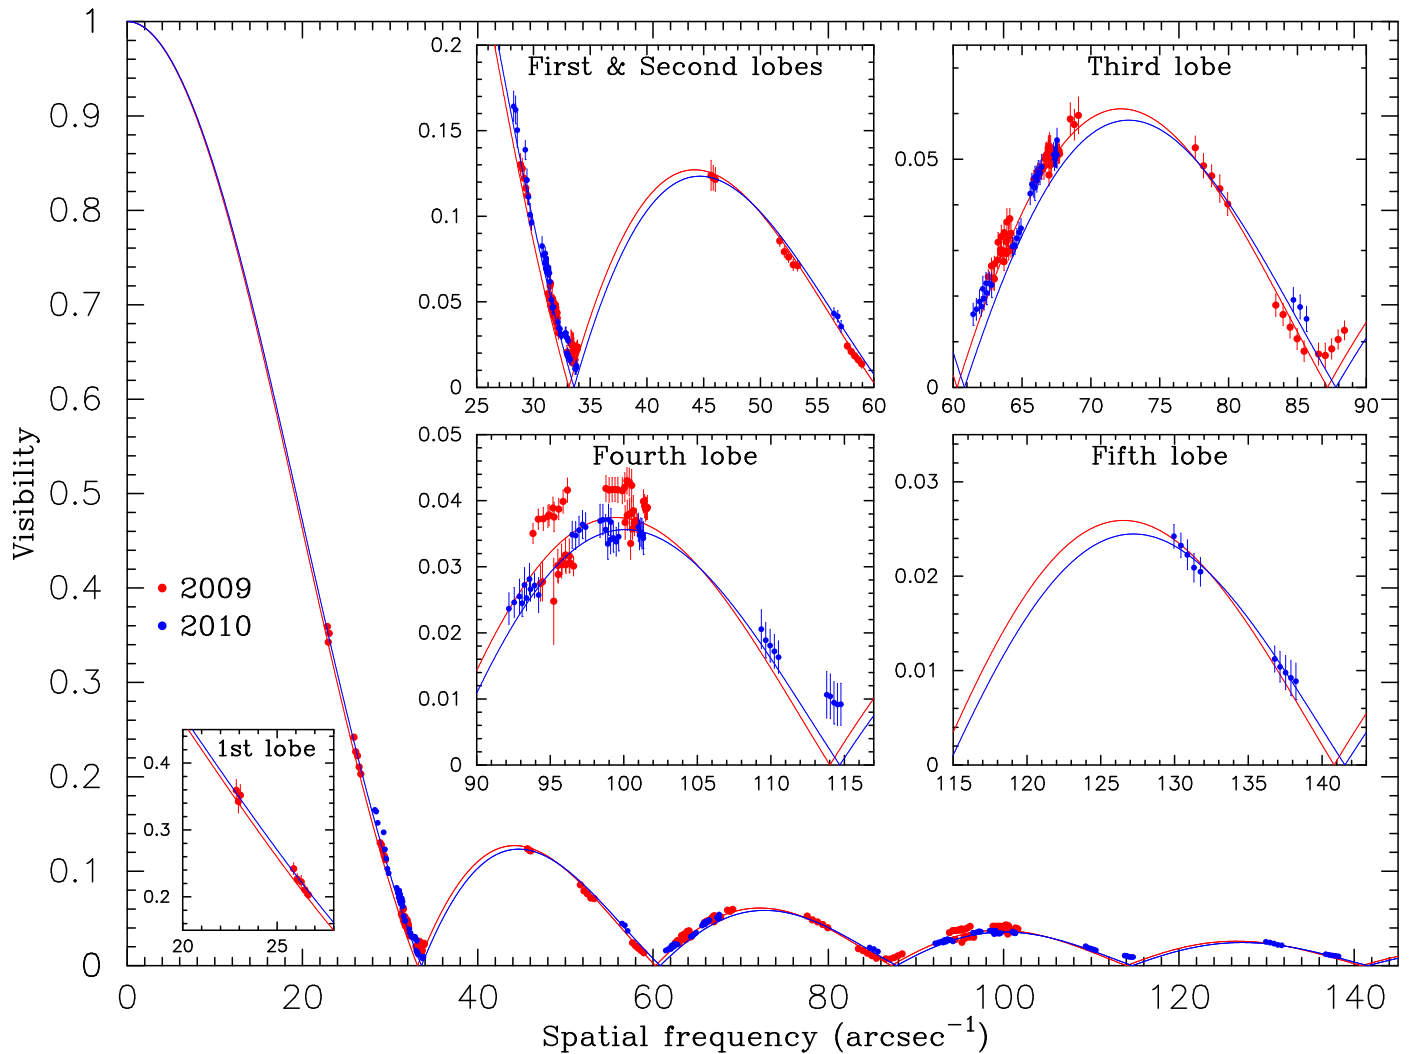 Visibility
1
0.9
0.8
0.7
0.6
0.5
0.4
0.3
0.2
0.1
0
0 20 40 60 80 100 120 140
Spatial frequency (arcsec⁻¹)
2009
2010
First & Second lobes
0.2
0.15
0.1
0.05
0
25 30 35 40 45 50 55 60
Third lobe
0.05
0
60 65 70 75 80 85 90
Fourth lobe
0.05
0.04
0.03
0.02
0.01
0
90 95 100 105 110 115
Fifth lobe
0.03
0.02
0.01
0
115 120 125 130 135 140
1st lobe
0.4
0.3
0.2
20 25